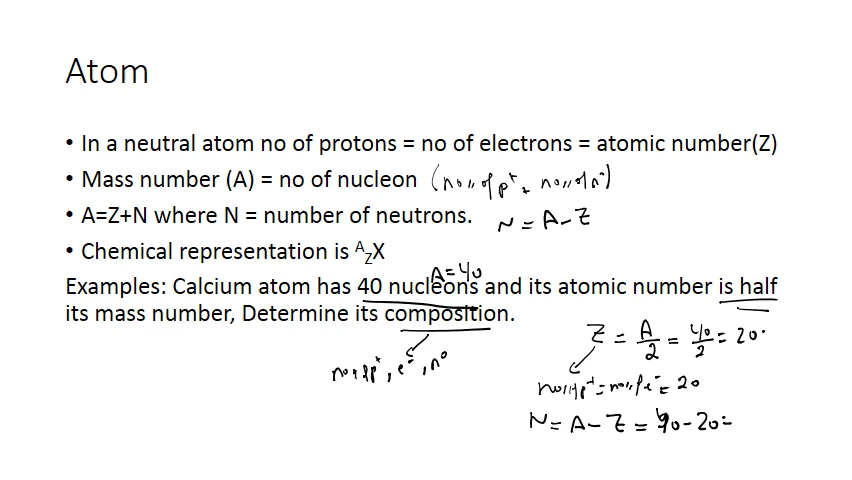 Atom
• In a neutral atom no of protons = no of electrons = atomic number(Z)
• Mass number (A) = no of nucleon (no of p⁺ + no of n⁰)
• A=Z+N where N = number of neutrons. N = A - Z
• Chemical representation is ᴬ_ZX
A=40
Examples: Calcium atom has 40 nucleons and its atomic number is half
its mass number, Determine its composition.
Z = A/2 = 40/2 = 20
no of p⁺, e⁻, n⁰
no of p⁺ = no of e⁻ = 20
N = A - Z = 40 - 20 =